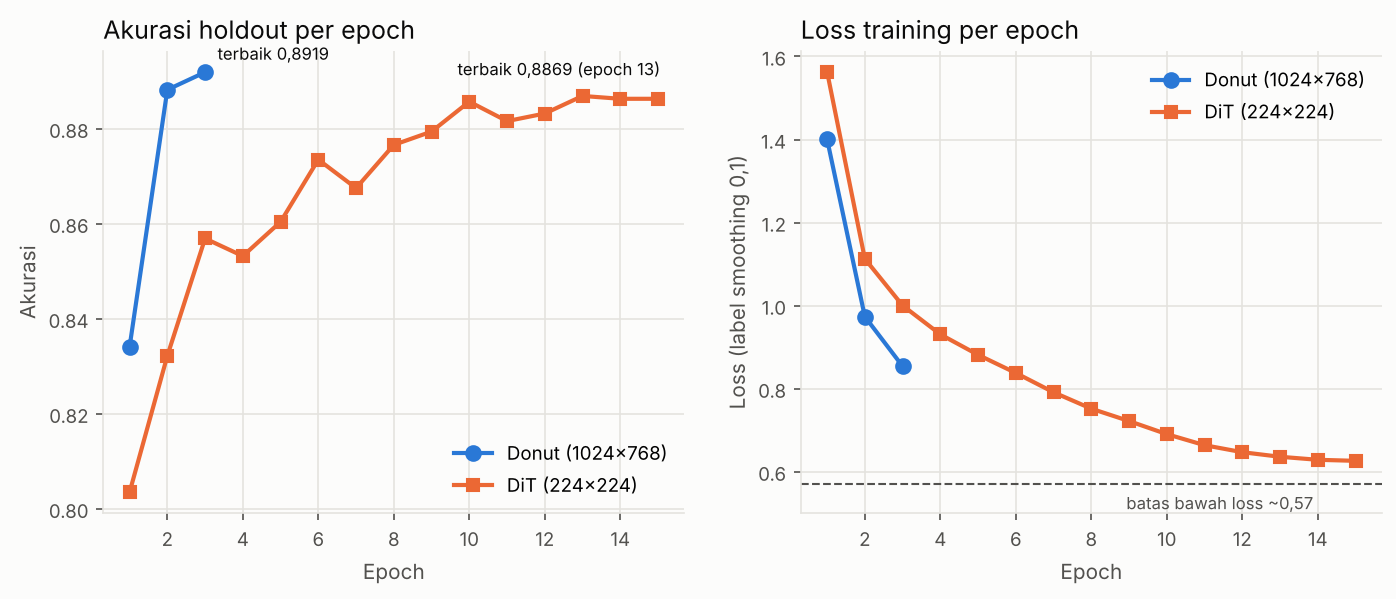 Akurasi holdout per epoch
terbaik 0,8919
terbaik 0,8869 (epoch 13)
Akurasi
0.88
0.86
0.84
0.82
0.80
Donut (1024×768)
DiT (224×224)
2 4 6 8 10 12 14
Epoch
Loss training per epoch
Loss (label smoothing 0,1)
1.6
1.4
1.2
1.0
0.8
0.6
Donut (1024×768)
DiT (224×224)
batas bawah loss ~0,57
2 4 6 8 10 12 14
Epoch